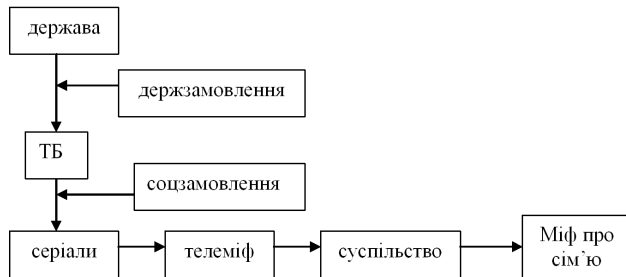 держава
держзамовлення
ТБ
соцзамовлення
серіали
телеміф
суспільство
Міф про
сім’ю